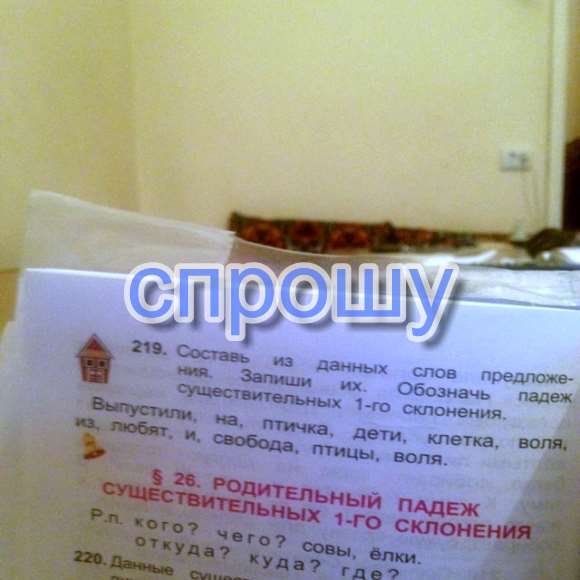 спрошу
219. Составь из данных слов предложе-
ния. Запиши их. Обозначь падеж
существительных 1-го склонения.
Выпустили, на, птичка, дети, клетка, воля,
из, любят, и, свобода, птицы, воля.
§ 26. РОДИТЕЛЬНЫЙ ПАДЕЖ
СУЩЕСТВИТЕЛЬНЫХ 1-ГО СКЛОНЕНИЯ
Р.п. кого? чего? совы, ёлки.
откуда? куда? где?
220. Данные